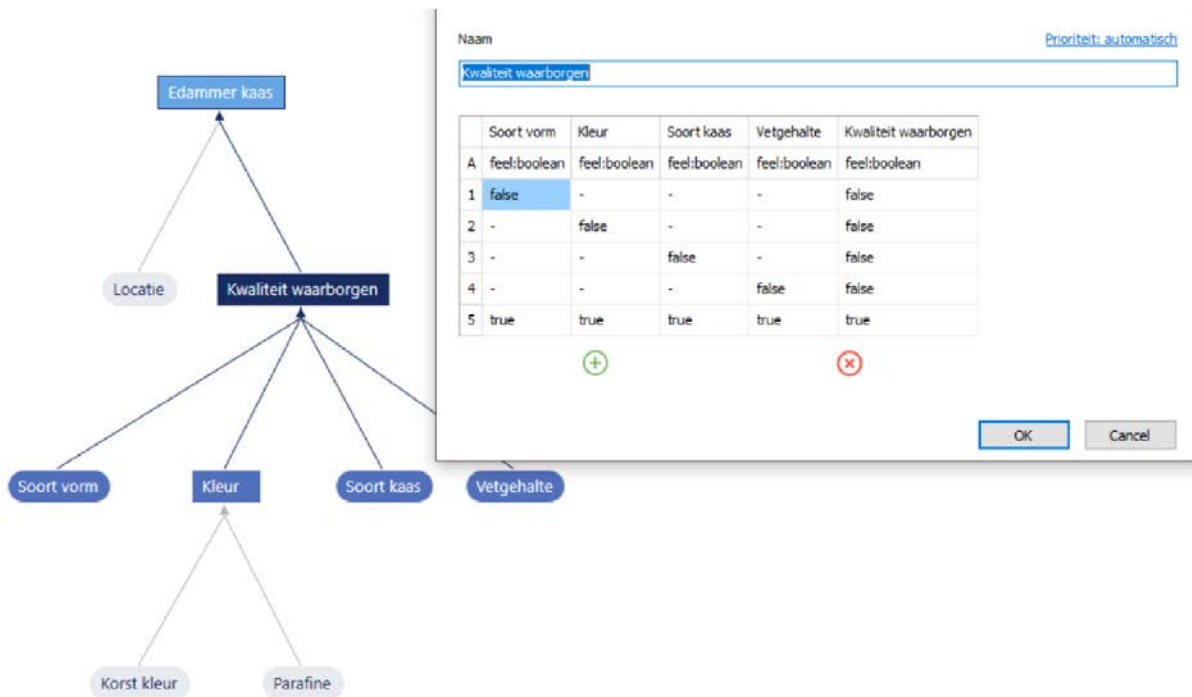 Naam
Prioriteit: automatisch
Kwaliteit waarborgen
Soort vorm Kleur Soort kaas Vetgehalte Kwaliteit waarborgen
A feel:boolean feel:boolean feel:boolean feel:boolean feel:boolean
1 false - - - false
2 - false - - false
3 - - false - false
4 - - - false false
5 true true true true true
OK Cancel
Edammer kaas
Locatie
Kwaliteit waarborgen
Soort vorm
Kleur
Soort kaas
Vetgehalte
Korst kleur
Parafine